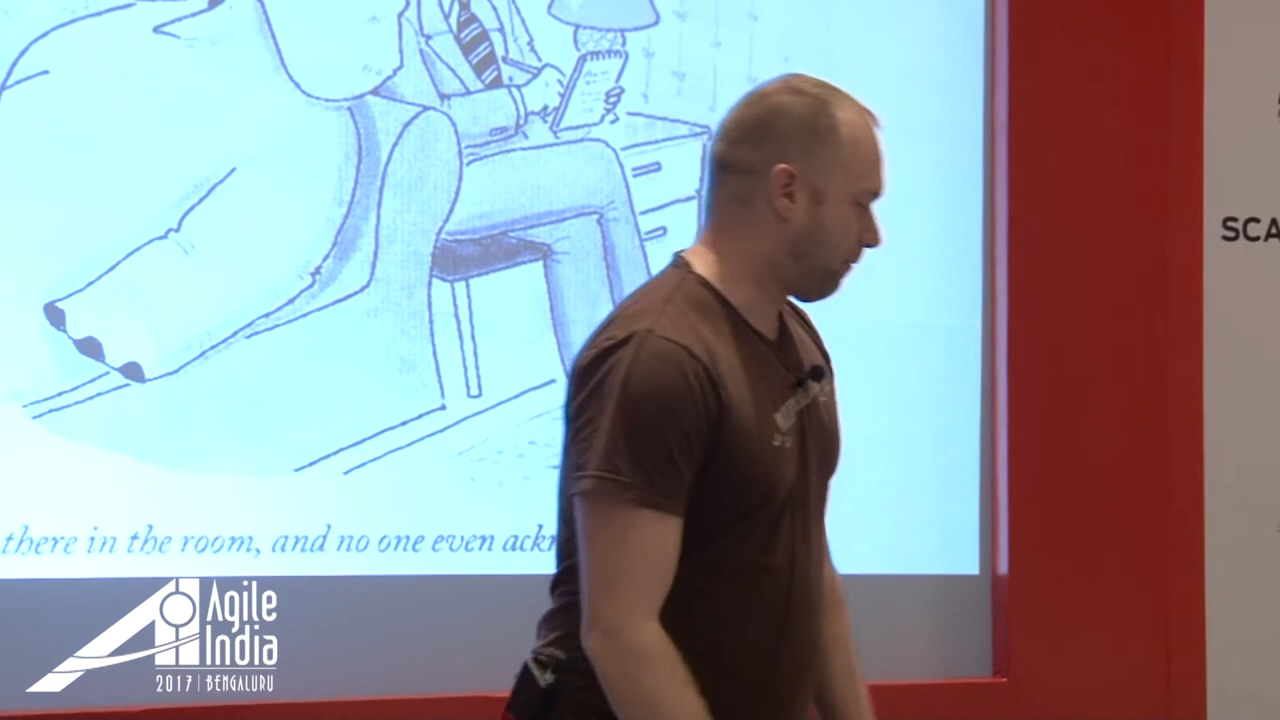 SCA
there in the room, and no one even ackn
Agile
India
2017 | BENGALURU